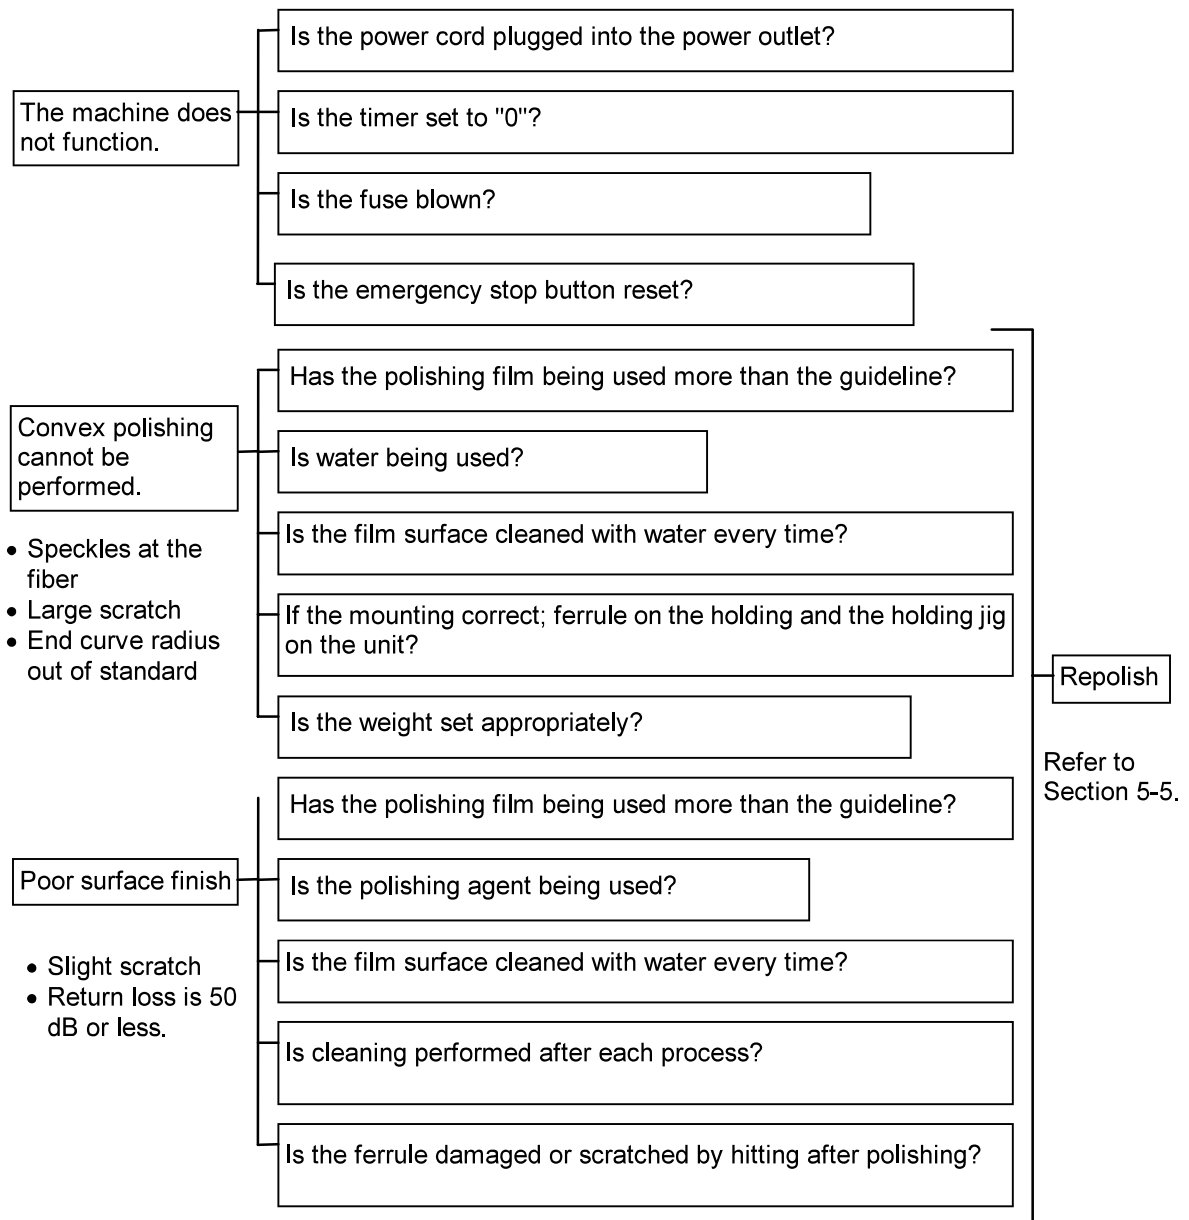 Is the power cord plugged into the power outlet?
The machine does
not function.
Is the timer set to "0"?
Is the fuse blown?
Is the emergency stop button reset?
Convex polishing
cannot be
performed.
• Speckles at the
fiber
• Large scratch
• End curve radius
out of standard
Has the polishing film being used more than the guideline?
Is water being used?
Is the film surface cleaned with water every time?
If the mounting correct; ferrule on the holding and the holding jig
on the unit?
Is the weight set appropriately?
Poor surface finish
• Slight scratch
• Return loss is 50
dB or less.
Has the polishing film being used more than the guideline?
Is the polishing agent being used?
Is the film surface cleaned with water every time?
Is cleaning performed after each process?
Is the ferrule damaged or scratched by hitting after polishing?
Repolish
Refer to
Section 5-5.